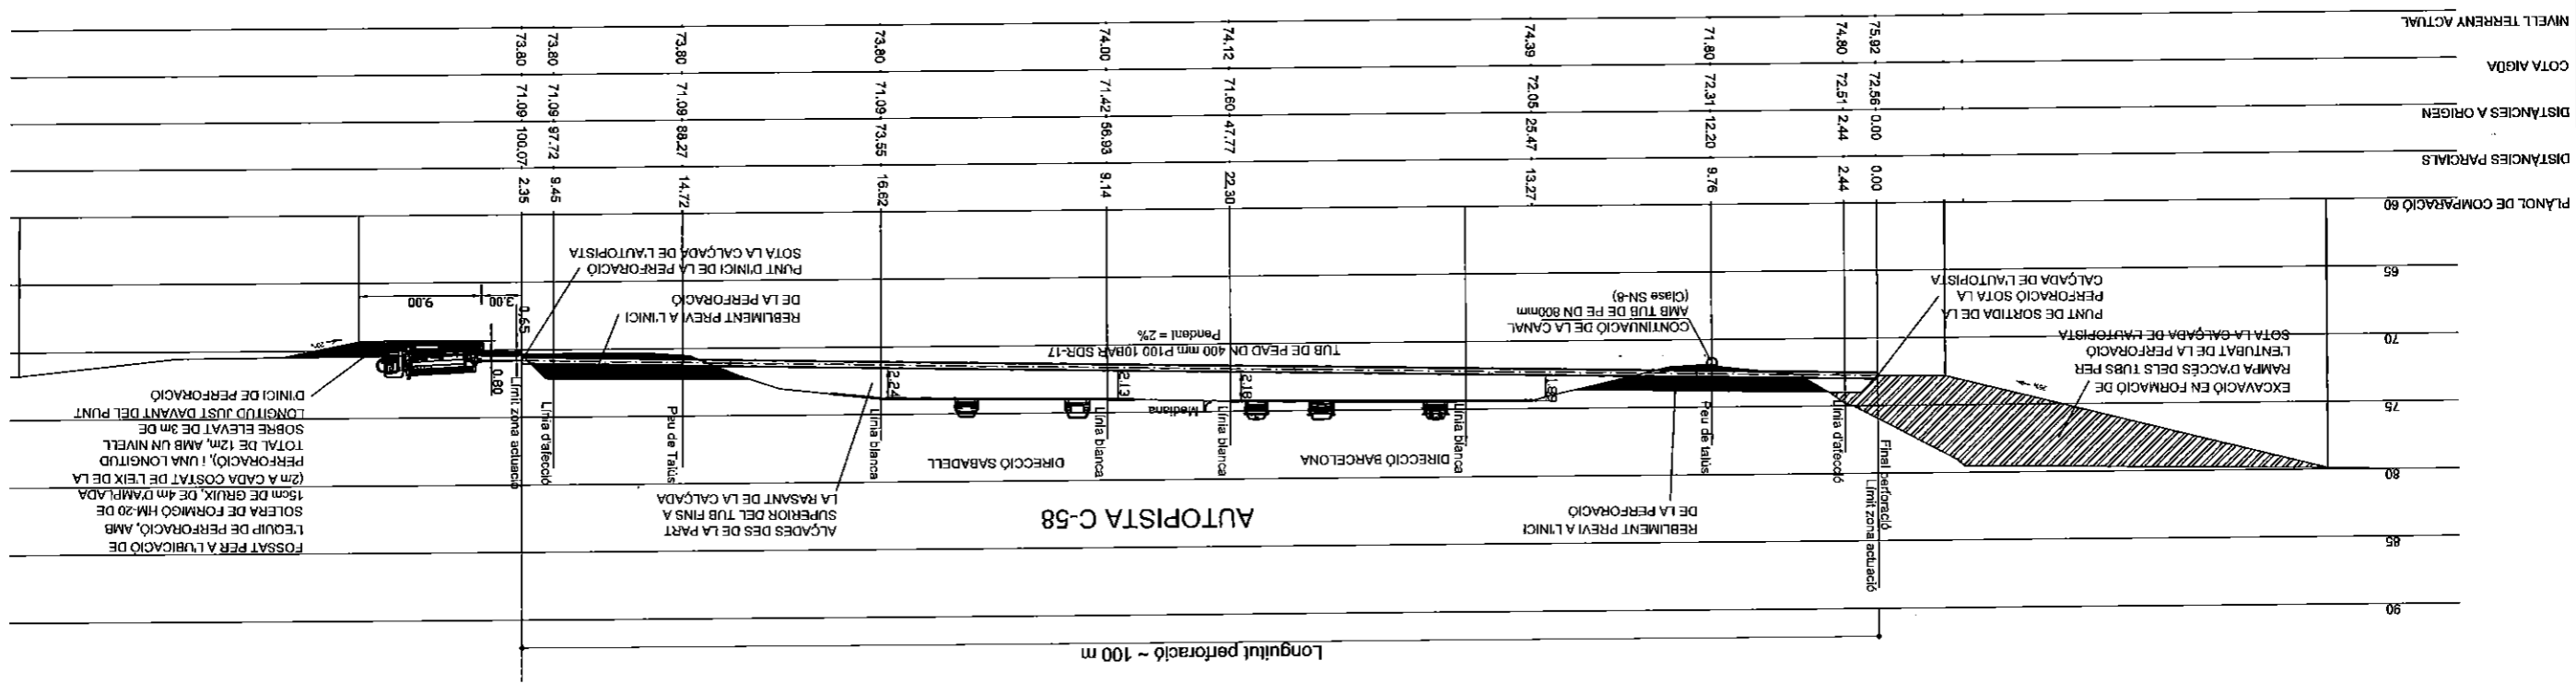 Longuitut perforació ~ 100 m
90
85
80
75
70
65
AUTOPISTA C-58
DIRECCIÓ BARCELONA
DIRECCIÓ SABADELL
EXCAVACIÓ EN FORMACIÓ DE
RAMPA D'ACCÉS DELS TUBS PER
L'ENTUBAT DE LA PERFORACIÓ
SOTA LA CALÇADA DE L'AUTOPISTA
PUNT DE SORTIDA DE LA
PERFORACIÓ SOTA LA
CALÇADA DE L'AUTOPISTA
Final perforació
Límit zona actuació
Línia d'afecció
Peu de talús
Línia blanca
Línia blanca
Mediana
Línia blanca
Línia blanca
Peu de Talús
Línia d'afecció
Límit zona actuació
REBLIMENT PREVI A L'INICI
DE LA PERFORACIÓ
CONTINUACIÓ DE LA CANAL
AMB TUB DE PE DN 800mm
(Clase SN-8)
1.89
2.18
2.13
2.24
TUB DE PEAD DN 400 mm P100 10BAR SDR-17
Pendent = 2%
ALÇADES DES DE LA PART
SUPERIOR DEL TUB FINS A
LA RASANT DE LA CALÇADA
REBLIMENT PREVI A L'INICI
DE LA PERFORACIÓ
PUNT D'INICI DE LA PERFORACIÓ
SOTA LA CALÇADA DE L'AUTOPISTA
FOSSAT PER A L'UBICACIÓ DE
L'EQUIP DE PERFORACIÓ, AMB
SOLERA DE FORMIGÓ HM-20 DE
15cm DE GRUIX, DE 4m D'AMPLADA
(2m A CADA COSTAT DE L'EIX DE LA
PERFORACIÓ), I UNA LONGITUD
TOTAL DE 12m, AMB UN NIVELL
SOBRE ELEVAT DE 3m DE
LONGITUD JUST DAVANT DEL PUNT
D'INICI DE PERFORACIÓ
0.80
0.65
3.00
9.00
PLÀNOL DE COMPARACIÓ 60
DISTÀNCIES PARCIALS 0.00 2.44 9.76 13.27 22.30 9.14 16.62 14.72 9.45 2.35
DISTÀNCIES A ORIGEN 0.00 2.44 12.20 25.47 47.77 56.93 73.55 88.27 97.72 100.07
COTA AIGÜA 72.56 72.51 72.31 72.05 71.60 71.42 71.09 71.09 71.09 71.09
NIVELL TERRENY ACTUAL 75.92 74.80 71.80 74.39 74.12 74.00 73.80 73.80 73.80 73.80